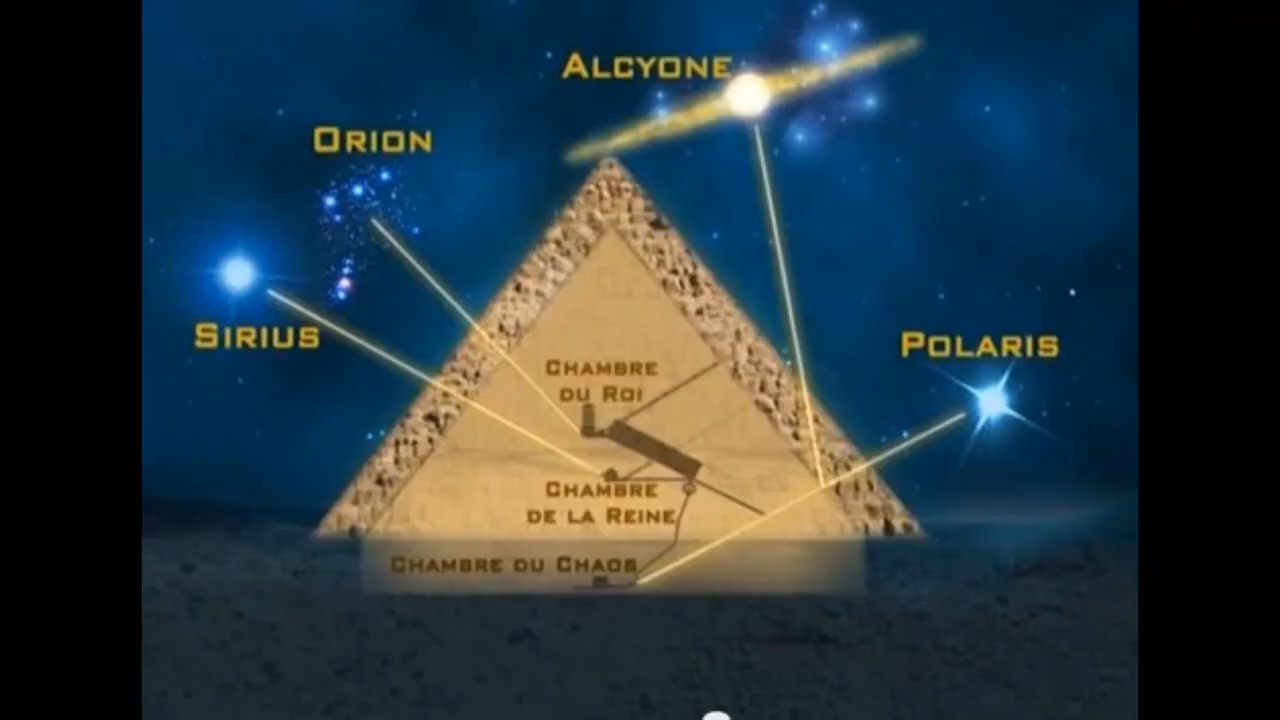 Alcyone
Orion
Sirius
Polaris
Chambre
du Roi
Chambre
de la Reine
Chambre du Chaos